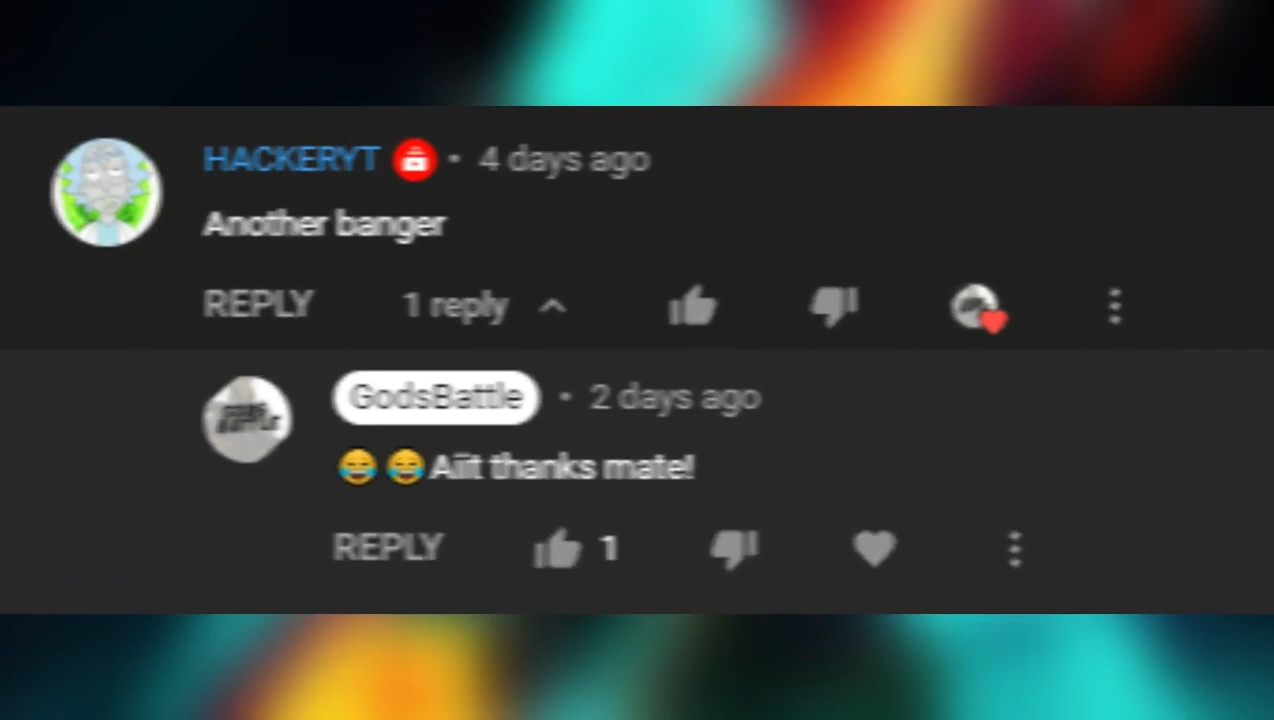 HACKERYT • 4 days ago
Another banger
REPLY 1 reply
GodsBattle • 2 days ago
😂😂Aiit thanks mate!
REPLY 1